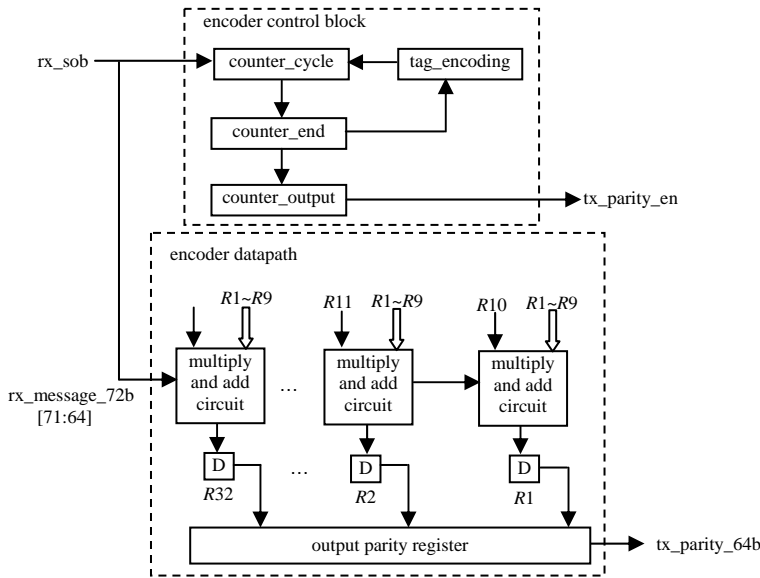 encoder control block
rx_sob
counter_cycle
tag_encoding
counter_end
counter_output
tx_parity_en
encoder datapath
R1~R9
R11
R1~R9
R10
R1~R9
multiply
and add
circuit
...
multiply
and add
circuit
multiply
and add
circuit
rx_message_72b
[71:64]
D
...
D
D
R32
R2
R1
output parity register
tx_parity_64b